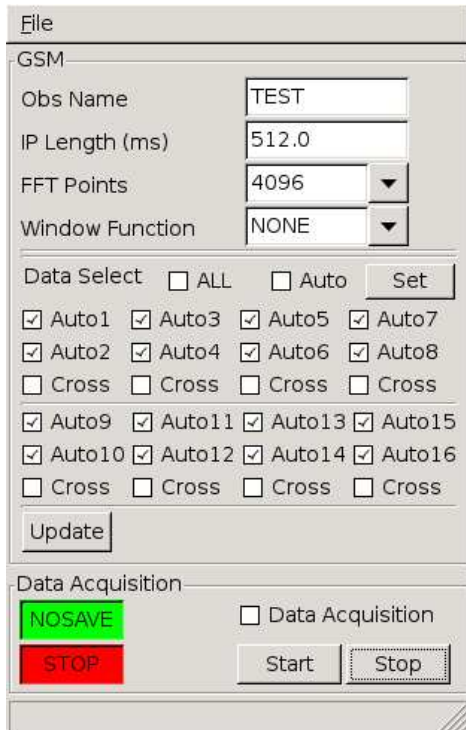 File
GSM
Obs Name TEST
IP Length (ms) 512.0
FFT Points 4096
Window Function NONE
Data Select ALL Auto Set
Auto1 Auto3 Auto5 Auto7
Auto2 Auto4 Auto6 Auto8
Cross Cross Cross Cross
Auto9 Auto11 Auto13 Auto15
Auto10 Auto12 Auto14 Auto16
Cross Cross Cross Cross
Update
Data Acquisition
NOSAVE Data Acquisition
STOP Start Stop